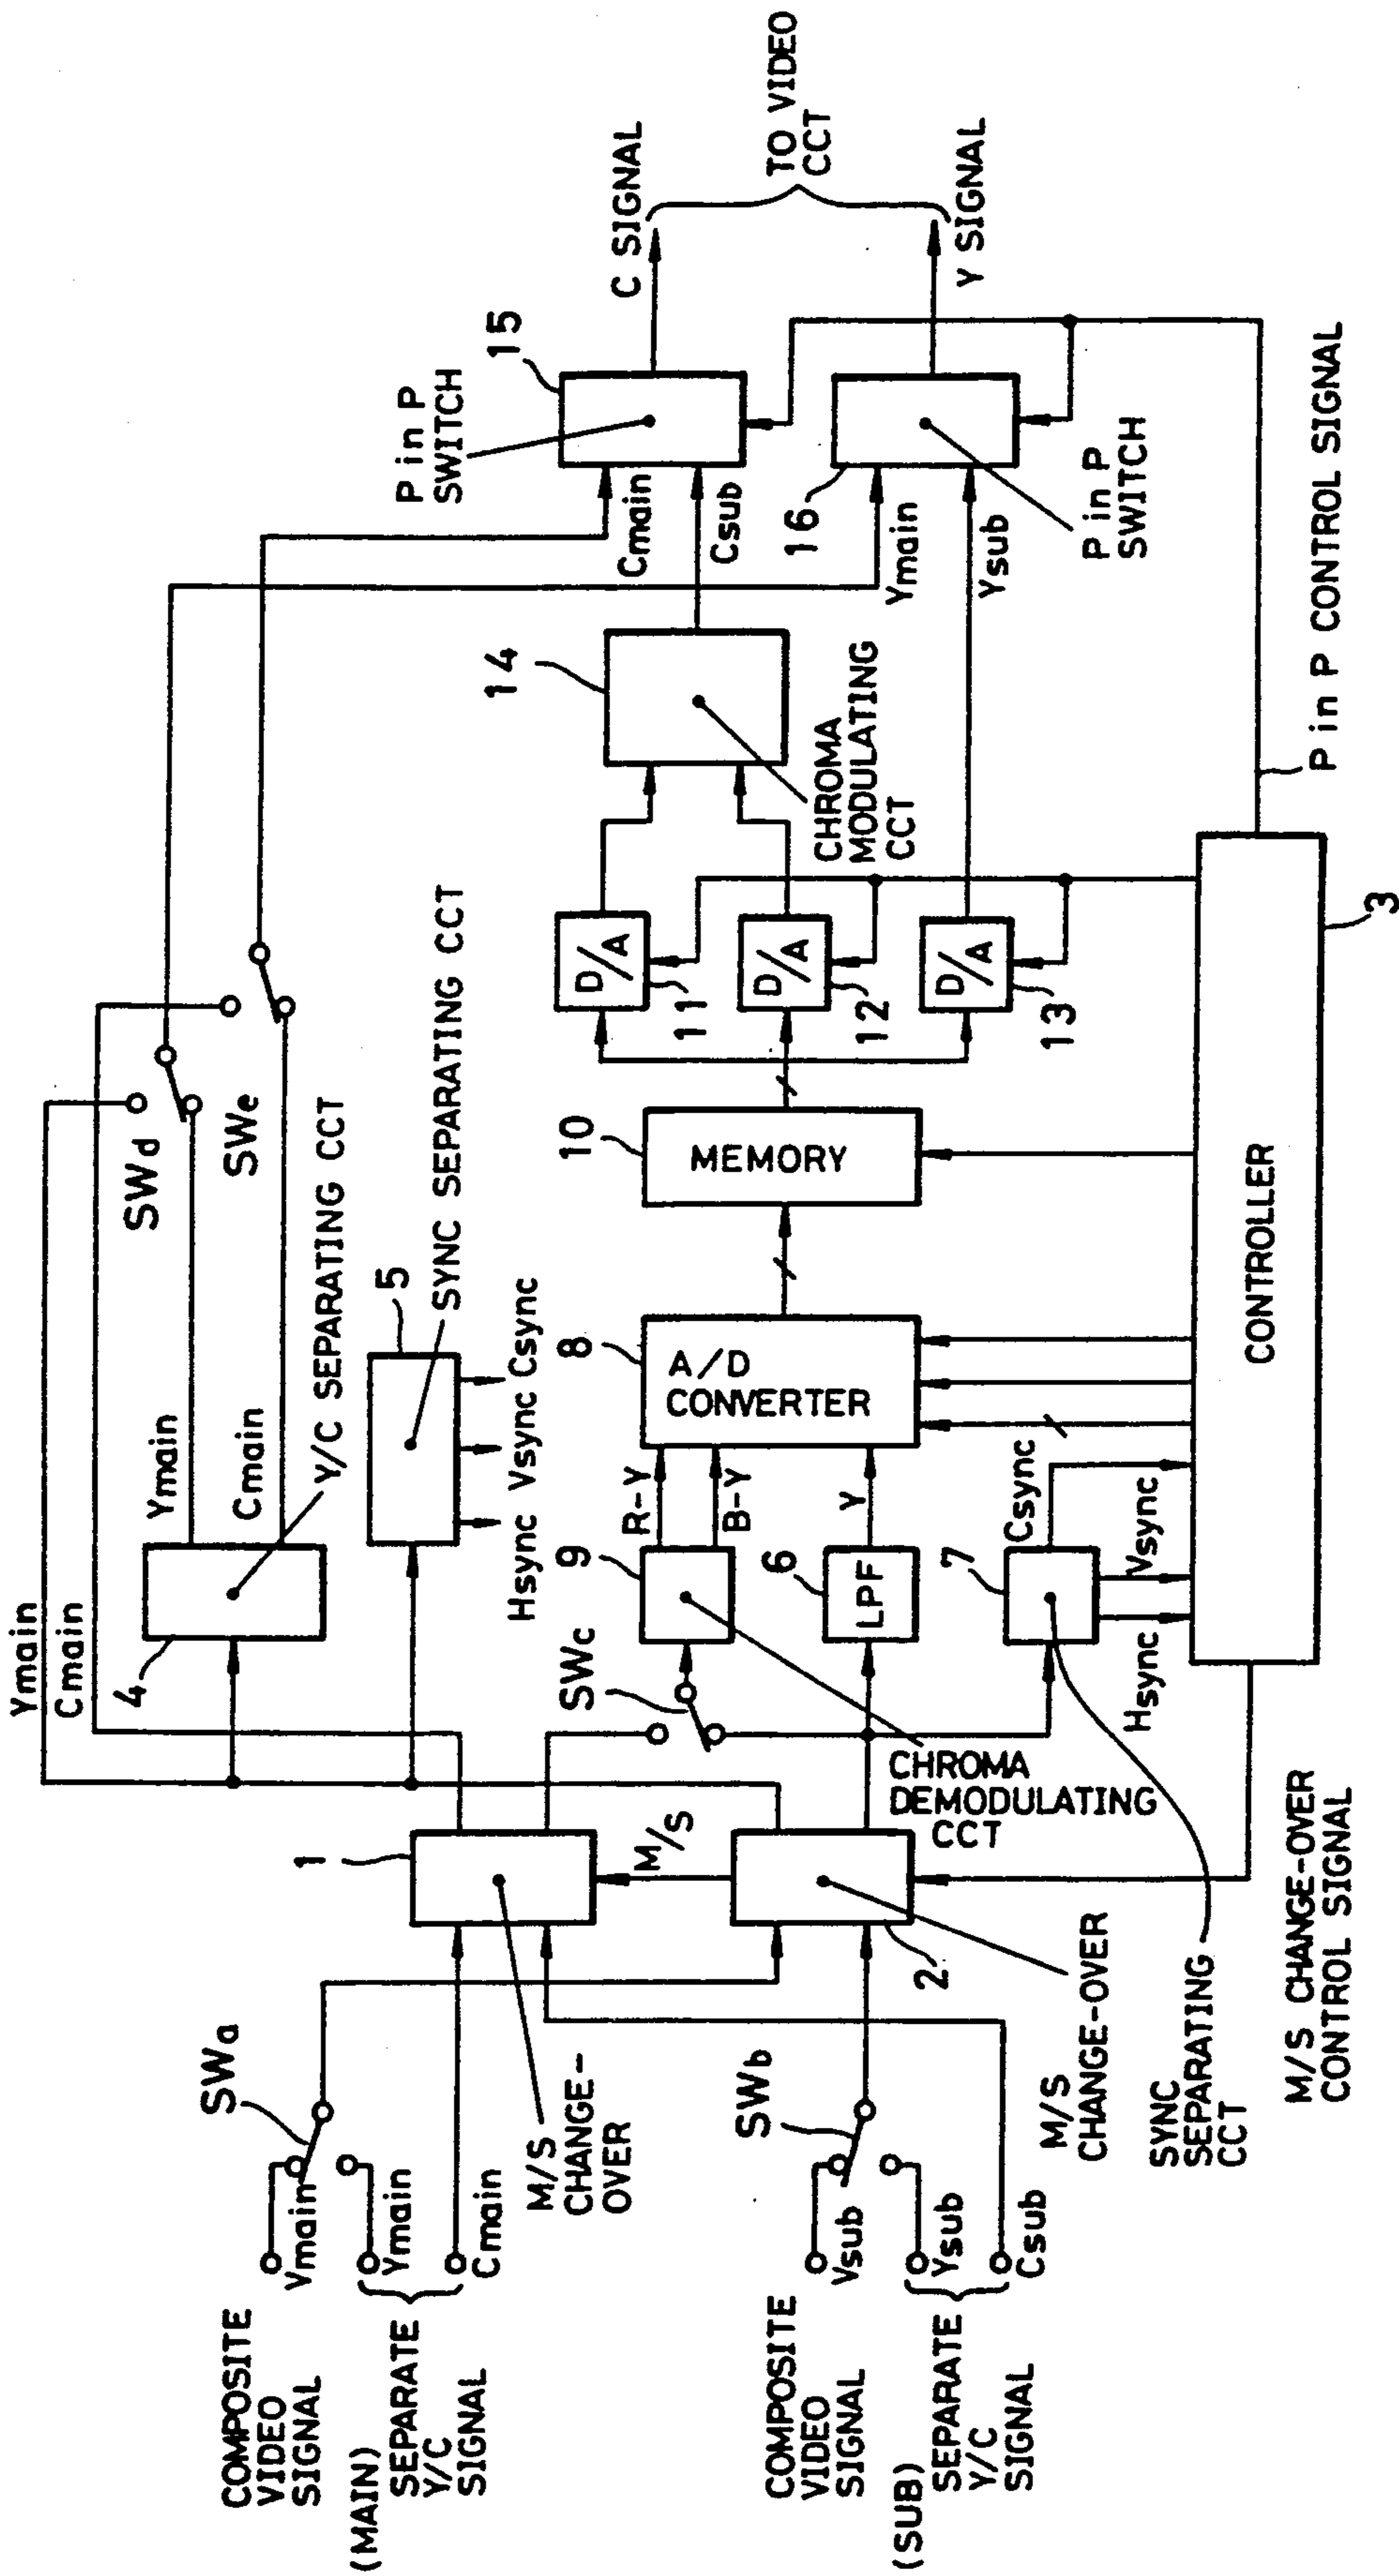 COMPOSITE
VIDEO
SIGNAL
(MAIN)
SEPARATE
Y/C
SIGNAL
Vmain
Ymain
Cmain
SWa
COMPOSITE
VIDEO
SIGNAL
(SUB)
SEPARATE
Y/C
SIGNAL
Vsub
Ysub
Csub
SWb
M/S
CHANGE-
OVER
1
M/S
2
M/S
CHANGE-OVER
SYNC
SEPARATING
CCT
M/S CHANGE-OVER
CONTROL SIGNAL
Ymain
Cmain
4
Ymain
Cmain
Y/C SEPARATING CCT
SWd
SWe
5
SYNC SEPARATING CCT
Hsync Vsync Csync
SWc
9
R-Y
B-Y
CHROMA
DEMODULATING
CCT
6
LPF
Y
7
Csync
Vsync
Hsync
8
A/D
CONVERTER
10
MEMORY
CONTROLLER
3
D/A
11
D/A
12
D/A
13
14
CHROMA
MODULATING
CCT
Cmain
Csub
P in P
SWITCH
15
16
Ymain
Ysub
P in P
SWITCH
P in P CONTROL SIGNAL
C SIGNAL
Y SIGNAL
TO VIDEO
CCT